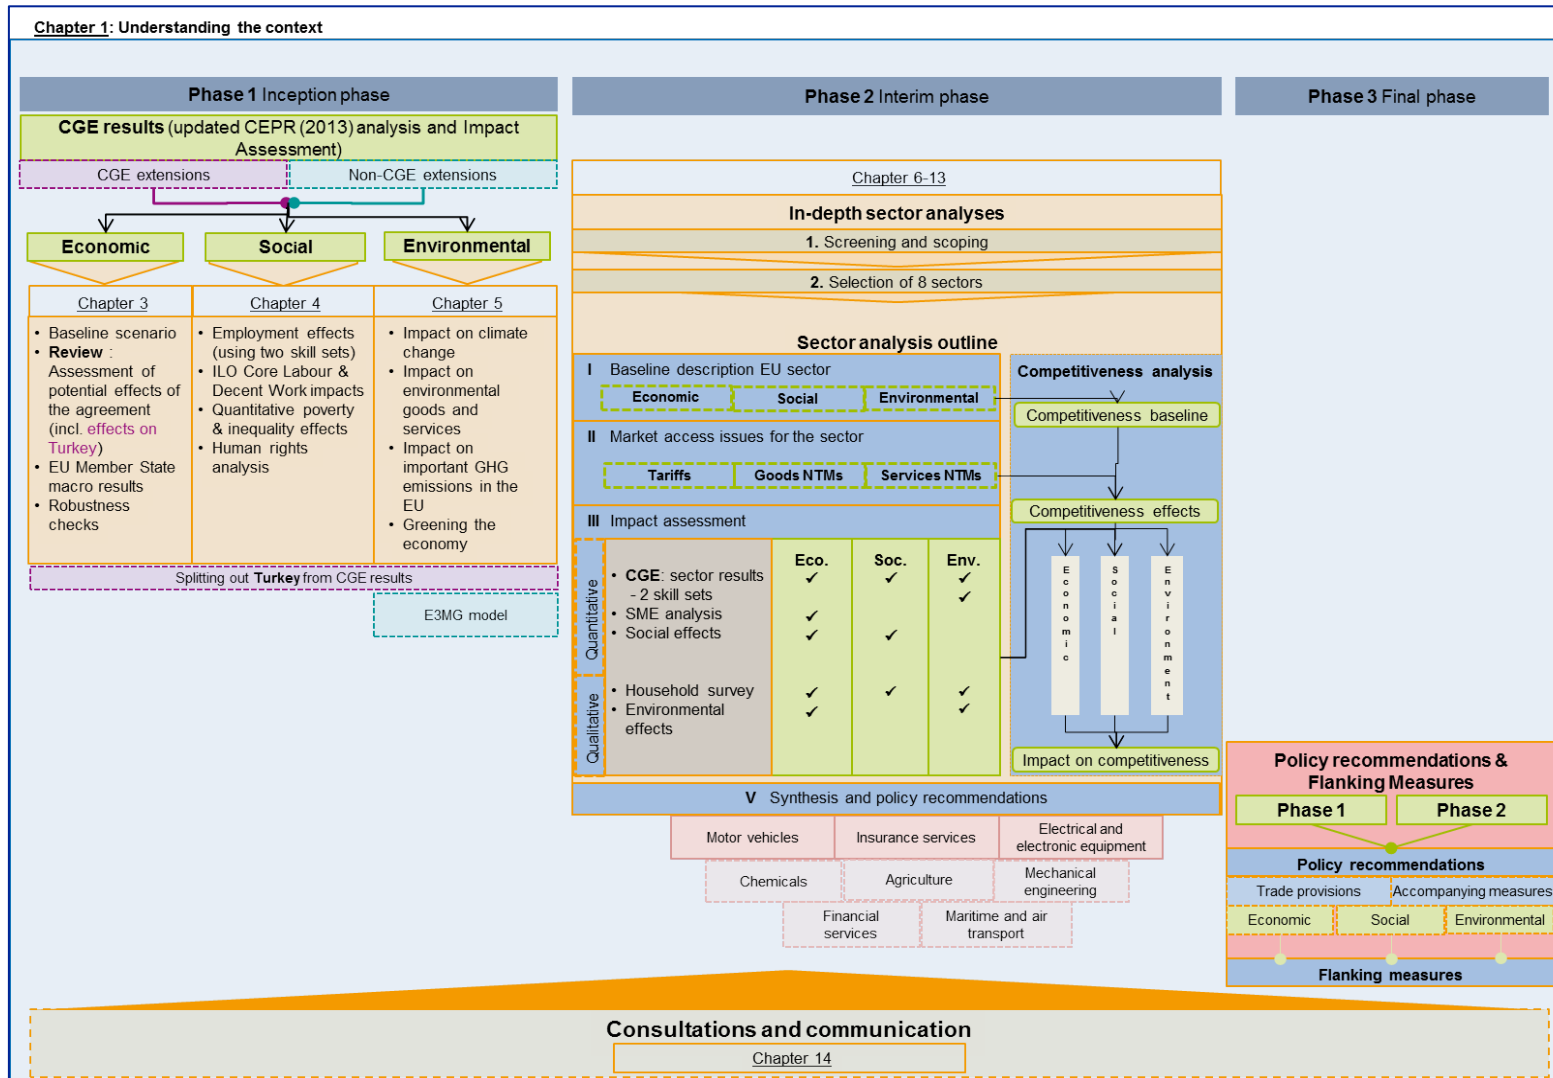 Chapter 1: Understanding the context
Phase 1 Inception phase
CGE results (updated CEPR (2013) analysis and Impact
Assessment)
CGE extensions
Non-CGE extensions
Economic
Social
Environmental
Chapter 3
• Baseline scenario
• Review :
Assessment of
potential effects of
the agreement
(incl. effects on
Turkey)
• EU Member State
macro results
• Robustness
checks
Chapter 4
• Employment effects
(using two skill sets)
• ILO Core Labour &
Decent Work impacts
• Quantitative poverty
& inequality effects
• Human rights
analysis
Chapter 5
• Impact on climate
change
• Impact on
environmental
goods and
services
• Impact on
important GHG
emissions in the
EU
• Greening the
economy
Splitting out Turkey from CGE results
E3MG model
Phase 2 Interim phase
Chapter 6-13
In-depth sector analyses
1. Screening and scoping
2. Selection of 8 sectors
Sector analysis outline
I Baseline description EU sector
Economic
Social
Environmental
II Market access issues for the sector
Tariffs
Goods NTMs
Services NTMs
III Impact assessment
Quantitative
Qualitative
Eco.
Soc.
Env.
• CGE: sector results ✓ ✓ ✓
- 2 skill sets ✓
• SME analysis ✓
• Social effects ✓ ✓
• Household survey ✓ ✓ ✓
• Environmental ✓ ✓
effects
Competitiveness analysis
Competitiveness baseline
Competitiveness effects
Economic
Social
Environment
Impact on competitiveness
V Synthesis and policy recommendations
Motor vehicles
Insurance services
Electrical and
electronic equipment
Chemicals
Agriculture
Mechanical
engineering
Financial
services
Maritime and air
transport
Phase 3 Final phase
Policy recommendations &
Flanking Measures
Phase 1
Phase 2
Policy recommendations
Trade provisions
Accompanying measures
Economic
Social
Environmental
Flanking measures
Consultations and communication
Chapter 14